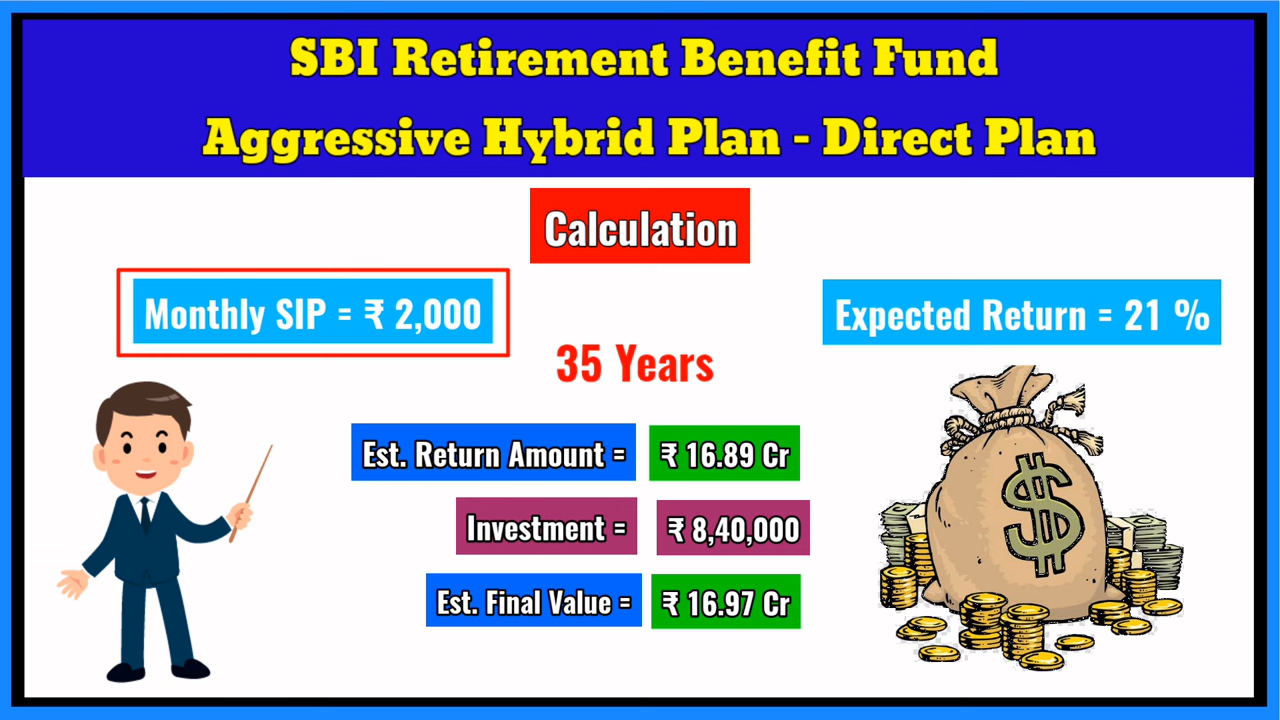 SBI Retirement Benefit Fund
Aggressive Hybrid Plan - Direct Plan
Calculation
Monthly SIP = ₹ 2,000
Expected Return = 21 %
35 Years
Est. Return Amount = ₹ 16.89 Cr
Investment = ₹ 8,40,000
Est. Final Value = ₹ 16.97 Cr